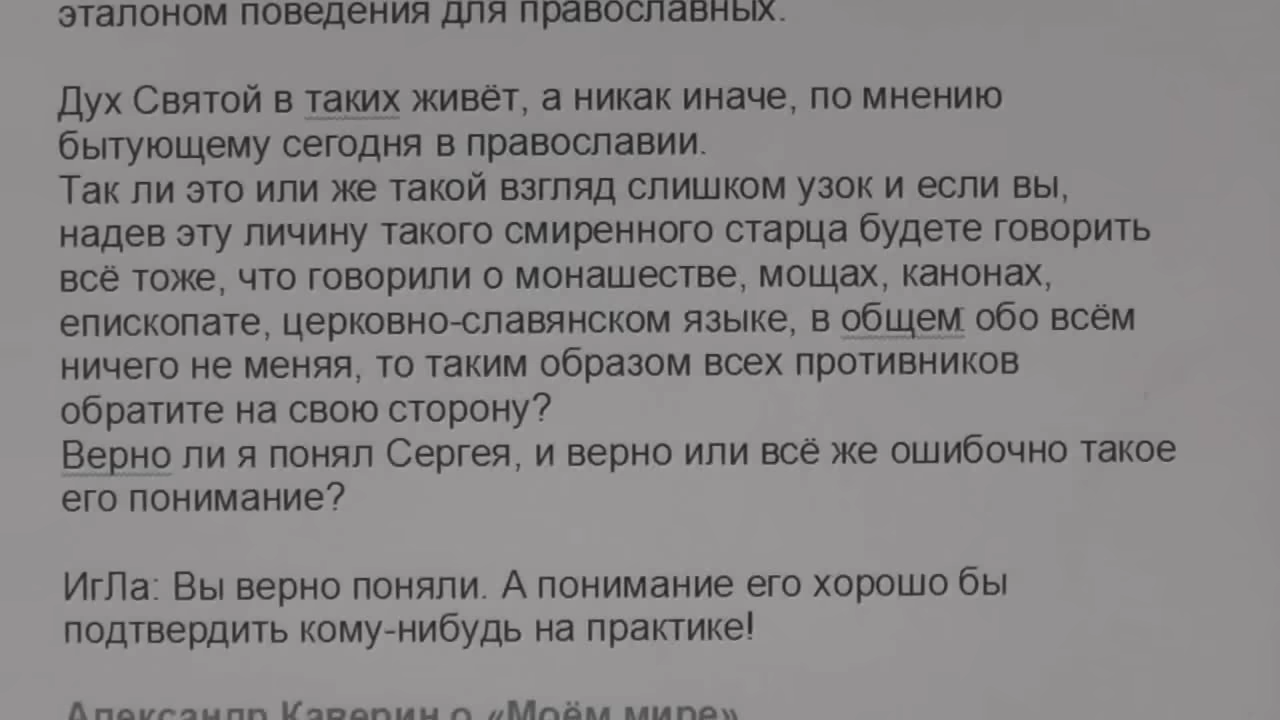 эталоном поведения для православных.
Дух Святой в таких живёт, а никак иначе, по мнению
бытующему сегодня в православии.
Так ли это или же такой взгляд слишком узок и если вы,
надев эту личину такого смиренного старца будете говорить
всё тоже, что говорили о монашестве, мощах, канонах,
епископате, церковно-славянском языке, в общем обо всём
ничего не меняя, то таким образом всех противников
обратите на свою сторону?
Верно ли я понял Сергея, и верно или всё же ошибочно такое
его понимание?
ИгЛа: Вы верно поняли. А понимание его хорошо бы
подтвердить кому-нибудь на практике!
Александр Каверин о «Моём мире»